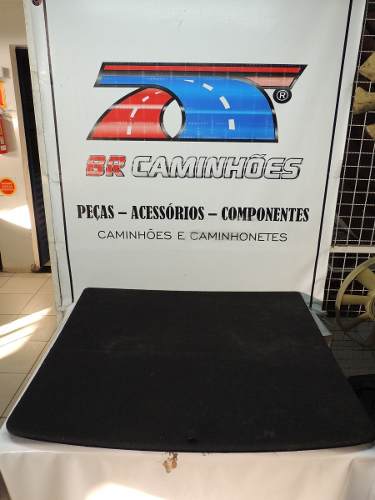 ®
BR CAMINHÕES
PEÇAS – ACESSÓRIOS – COMPONENTES
CAMINHÕES E CAMINHONETES